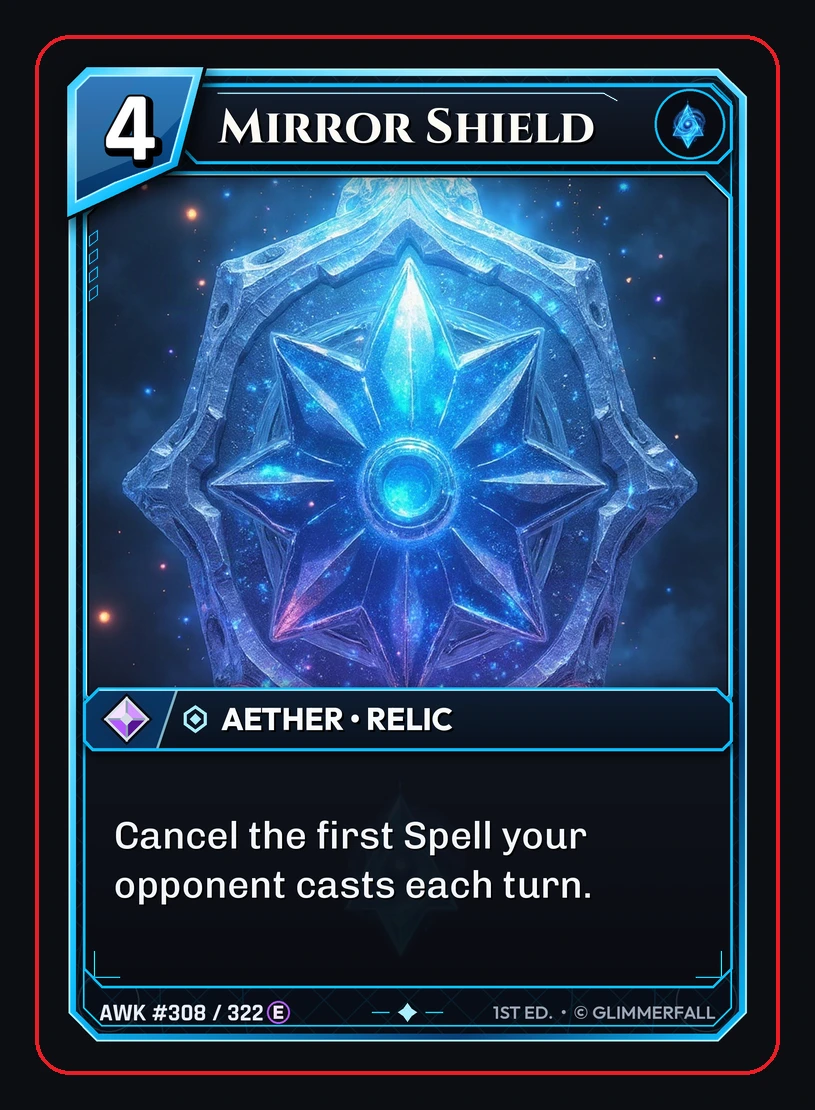 4
MIRROR SHIELD
AETHER • RELIC
Cancel the first Spell your
opponent casts each turn.
AWK #308 / 322 E
1ST ED. • © GLIMMERFALL